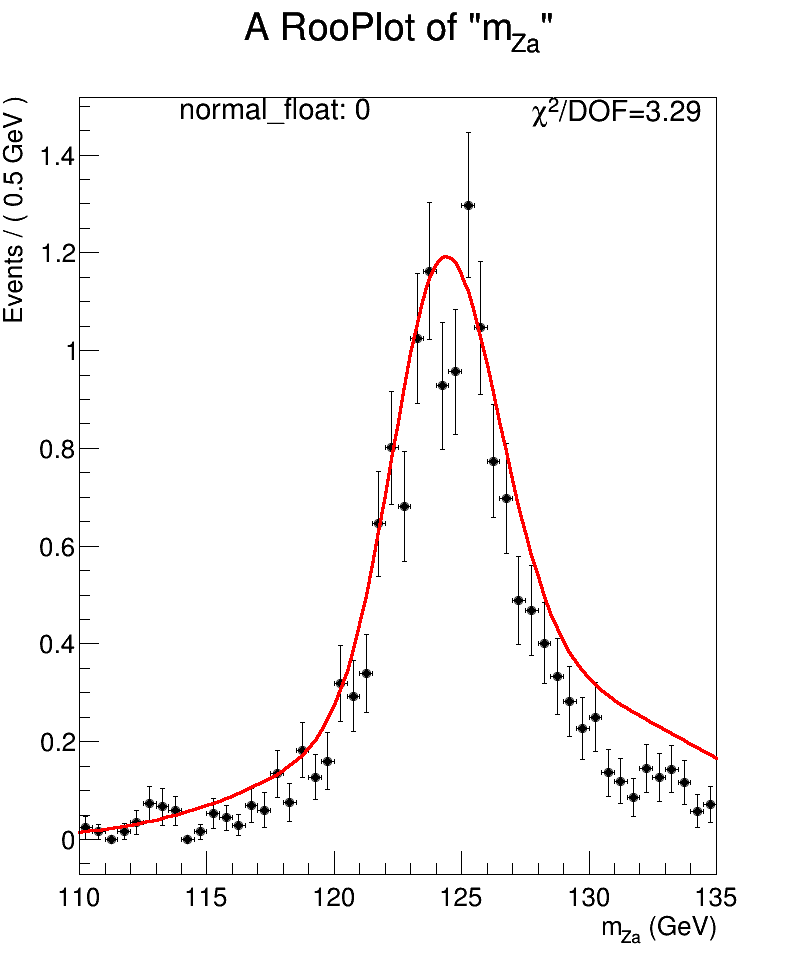 A RooPlot of "m_Za"
normal_float: 0
χ²/DOF=3.29
Events / ( 0.5 GeV )
1.4
1.2
1
0.8
0.6
0.4
0.2
0
110 115 120 125 130 135
m_Za (GeV)